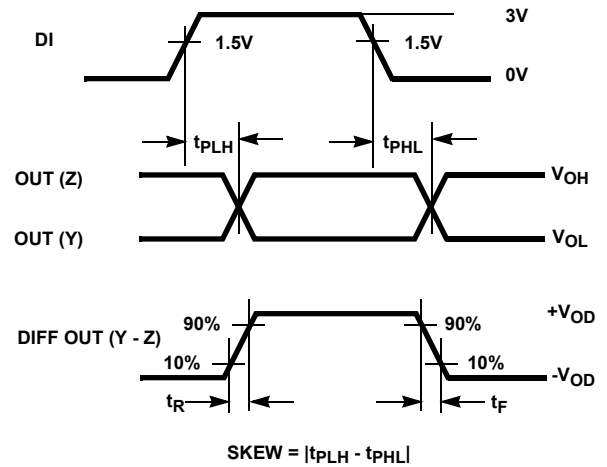 3V
DI
1.5V
1.5V
0V
tPLH
tPHL
OUT (Z)
VOH
OUT (Y)
VOL
+VOD
90%
90%
DIFF OUT (Y - Z)
10%
10%
-VOD
tR
tF
SKEW = |tPLH - tPHL|